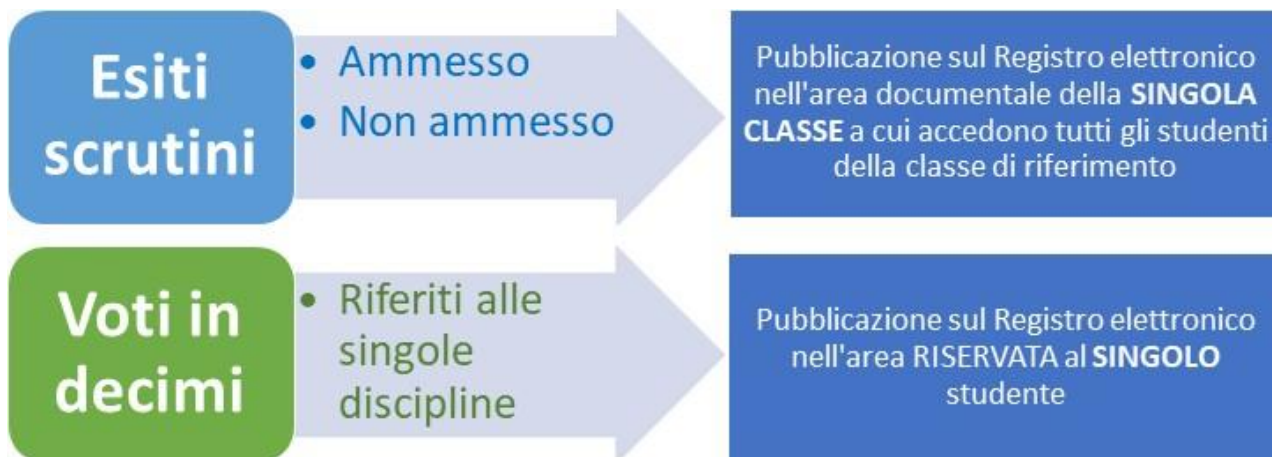 Esiti
scrutini
• Ammesso
• Non ammesso
Pubblicazione sul Registro elettronico
nell'area documentale della SINGOLA
CLASSE a cui accedono tutti gli studenti
della classe di riferimento
Voti in
decimi
• Riferiti alle
singole
discipline
Pubblicazione sul Registro elettronico
nell'area RISERVATA al SINGOLO
studente